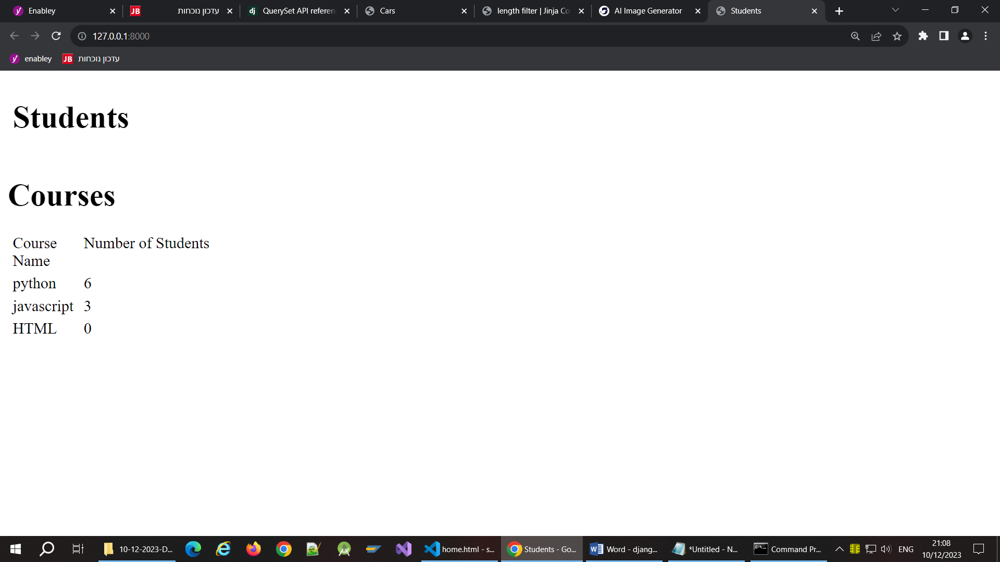 Enabley
JB עדכון נוכחות
dj QuerySet API referen
Cars
length filter | Jinja Co
AI Image Generator
Students
127.0.0.1:8000
enabley
JB עדכון נוכחות
Students
Courses
Course Name Number of Students
python 6
javascript 3
HTML 0
10-12-2023-D...
home.html - s...
Students - Go...
Word - djang...
*Untitled - N...
Command Pr...
ENG
21:08
10/12/2023